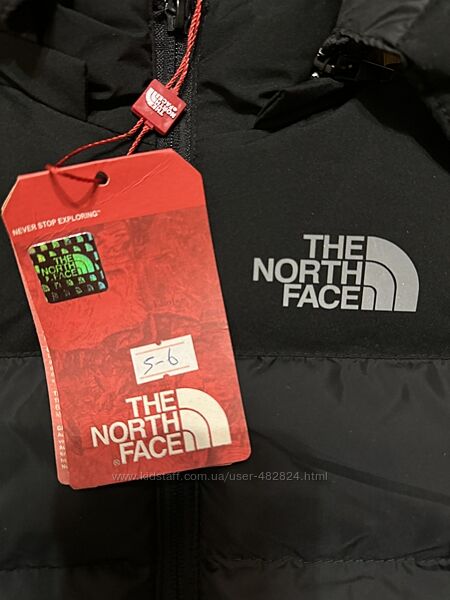 THE
NORTH
FACE
NEVER STOP EXPLORING™
THE
NORTH
FACE
5-6
THE
NORTH
FACE®
THE
NORTH
FACE
www.kidstaff.com.ua/user-482824.html